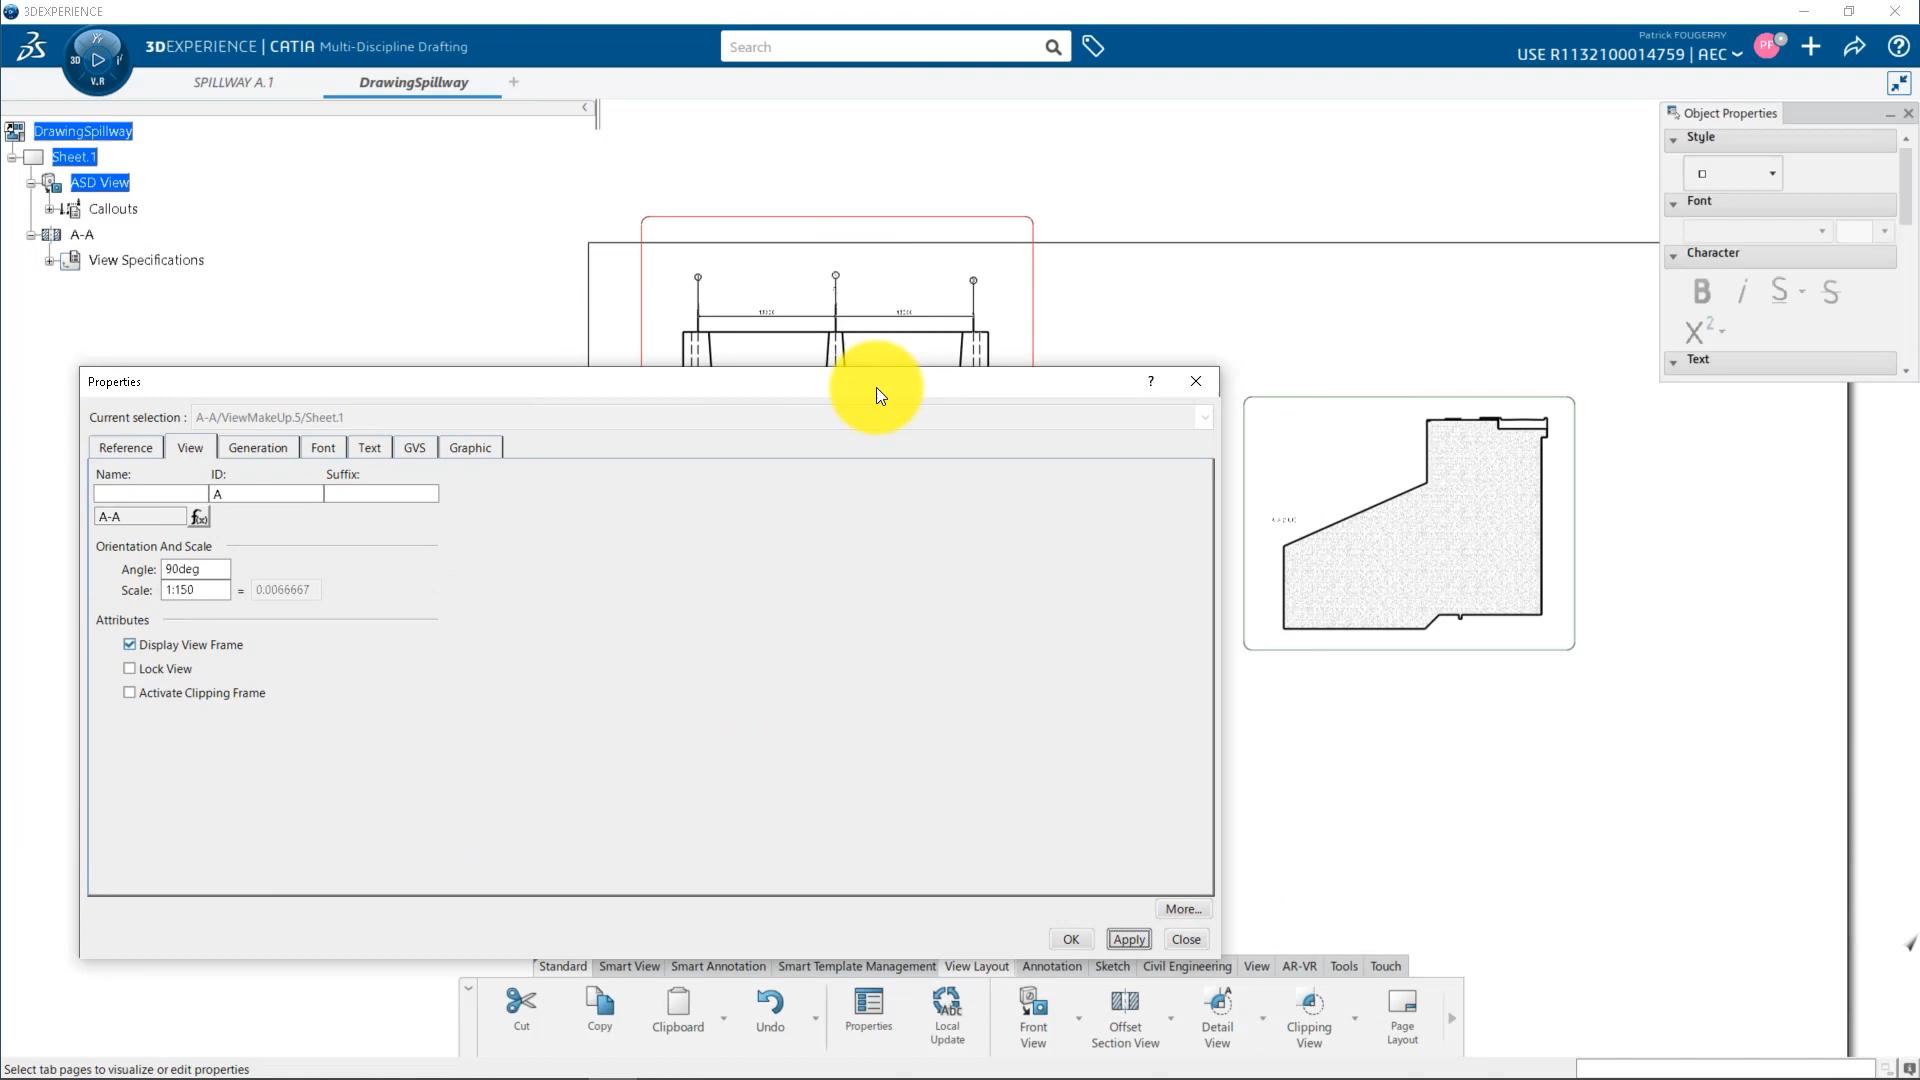 3DEXPERIENCE
3DEXPERIENCE | CATIA Multi-Discipline Drafting
3D
V.R
Search
Patrick FOUGERAY
USE R1132100014759 | AEC
PF
SPILLWAY A.1
DrawingSpillway
DrawingSpillway
Sheet.1
ASD View
Callouts
A-A
View Specifications
Object Properties
Style
Font
Character
B i S S
X2
Text
Properties
Current selection : A-A/ViewMakeUp.5/Sheet.1
Reference View Generation Font Text GVS Graphic
Name: ID: Suffix:
A
A-A f(x)
Orientation And Scale
Angle: 90deg
Scale: 1:150 = 0.0066667
Attributes
Display View Frame
Lock View
Activate Clipping Frame
More...
OK Apply Close
Standard Smart View Smart Annotation Smart Template Management View Layout Annotation Sketch Civil Engineering View AR-VR Tools Touch
Cut
Copy
Clipboard
Undo
Properties
Local Update
Front View
Offset Section View
Detail View
Clipping View
Page Layout
Select tab pages to visualize or edit properties